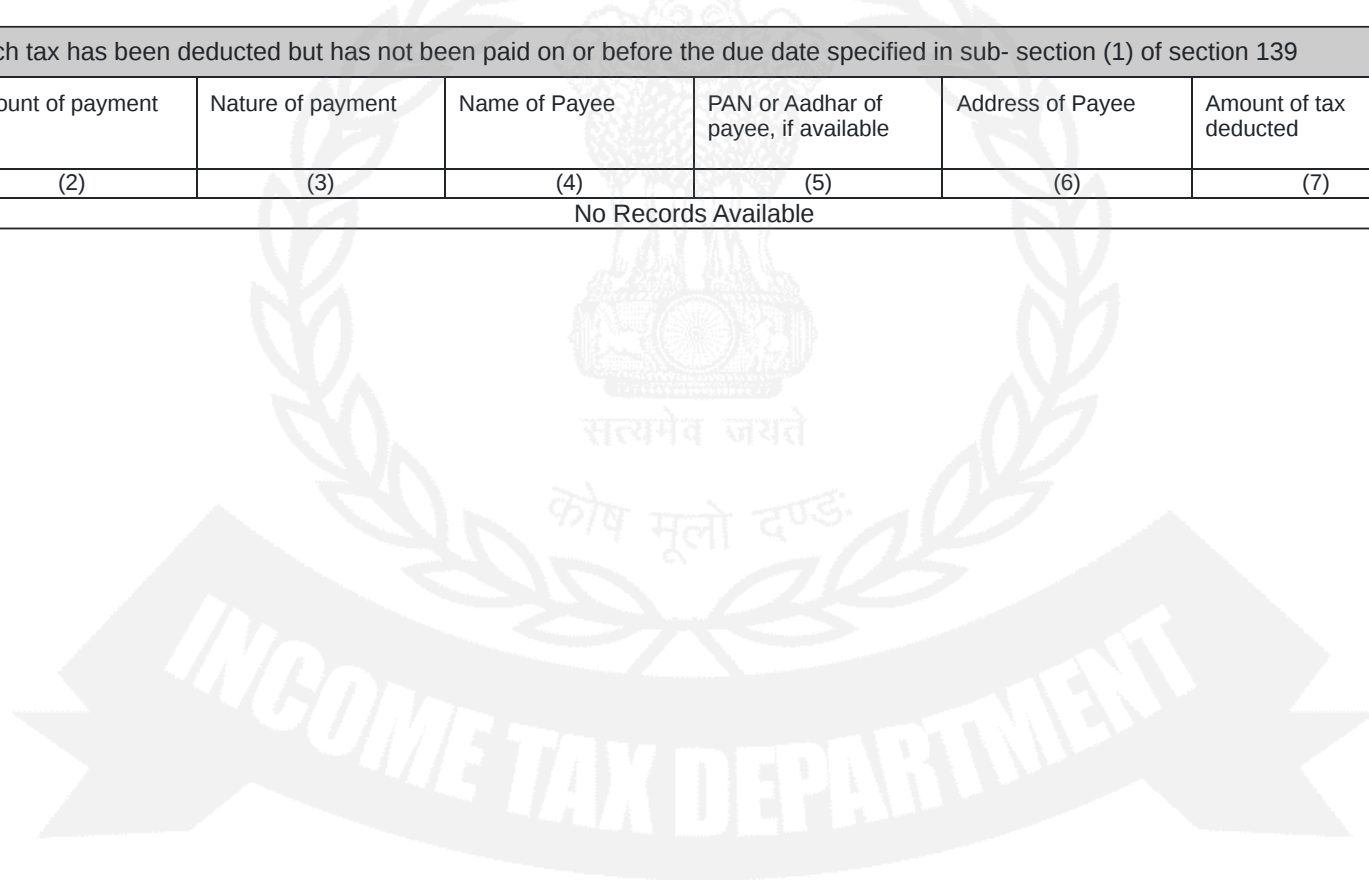 ch tax has been deducted but has not been paid on or before the due date specified in sub- section (1) of section 139
ount of payment Nature of payment Name of Payee PAN or Aadhar of payee, if available Address of Payee Amount of tax deducted
(2) (3) (4) (5) (6) (7)
No Records Available
सत्यमेव जयते
कोष मूलो दण्डः
INCOME TAX DEPARTMENT